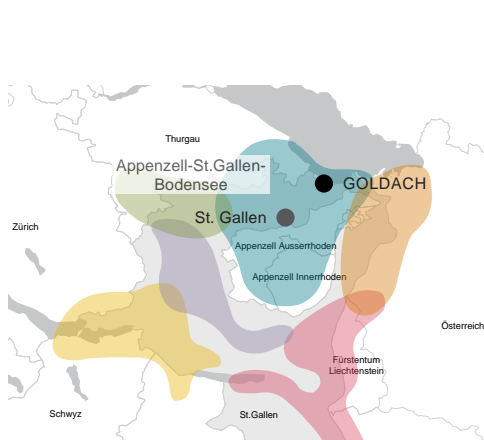 Thurgau
Appenzell-St.Gallen-
Bodensee
GOLDACH
St. Gallen
Zürich
Appenzell Ausserrhoden
Appenzell Innerrhoden
Österreich
Fürstentum
Liechtenstein
Schwyz
St.Gallen